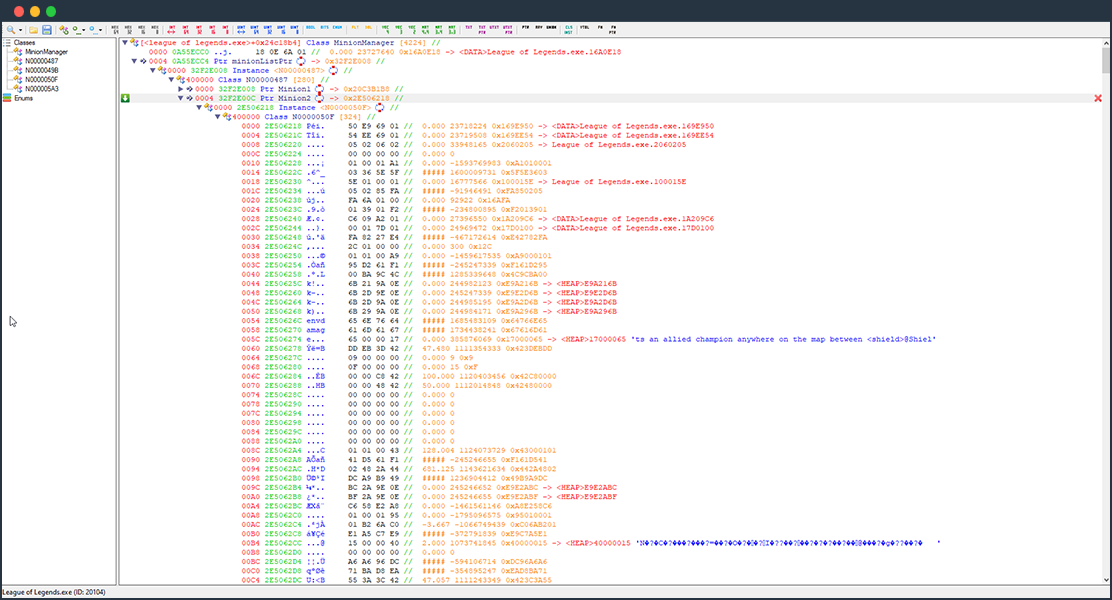 Classes
MinionManager
N00000487
N0000049B
N0000050F
N000005A3
Enums
[<league of Legends.exe>+0x24c18b4] Class MinionManager [4224] //
0000 0A55ECC0 ..j. 18 0E 6A 01 // 0.000 23727640 0x16A0E18 -> <DATA>League of Legends.exe.16A0E18
0004 0A55ECC4 Ptr minionListPtr -> 0x32F2E008 //
0000 32F2E008 Instance <N00000487> //
400000 Class N00000487 [280] //
0000 32F2E008 Ptr Minion1 -> 0x20C3B1B8 //
0004 32F2E00C Ptr Minion2 -> 0x2E506218 //
0000 2E506218 Instance <N0000050F> //
400000 Class N0000050F [324] //
0000 2E506218 Péi. 50 E9 69 01 // 0.000 23718224 0x169E950 -> <DATA>League of Legends.exe.169E950
0004 2E50621C Tîi. 54 EE 69 01 // 0.000 23719508 0x169EE54 -> <DATA>League of Legends.exe.169EE54
0008 2E506220 .... 05 02 06 02 // 0.000 33948165 0x2060205 -> League of Legends.exe.2060205
000C 2E506224 .... 00 00 00 00 // 0.000 0
0010 2E506228 ...¡ 01 00 01 A1 // 0.000 -1593769983 0xA1010001
0014 2E50622C .6^_ 03 36 5E 5F // ##### 1600009731 0x5F5E3603
0018 2E506230 ^... 5E 01 00 01 // 0.000 16777566 0x100015E -> League of Legends.exe.100015E
001C 2E506234 ...ú 05 02 85 FA // ##### -91946491 0xFA850205
0020 2E506238 új.. FA 6A 01 00 // 0.000 92922 0x16AFA
0024 2E50623C .9.ò 01 39 01 F2 // ##### -234800895 0xF2013901
0028 2E506240 Æ.¢. C6 09 A2 01 // 0.000 27396550 0x1A209C6 -> <DATA>League of Legends.exe.1A209C6
002C 2E506244 ..}. 00 01 7D 01 // 0.000 24969472 0x17D0100 -> <DATA>League of Legends.exe.17D0100
0030 2E506248 ú.'ä FA 82 27 E4 // ##### -467172614 0xE42782FA
0034 2E50624C ,... 2C 01 00 00 // 0.000 300 0x12C
0038 2E506250 ...© 01 01 00 A9 // 0.000 -1459617535 0xA9000101
003C 2E506254 .Òañ 95 D2 61 F1 // ##### -245247339 0xF161D295
0040 2E506258 .º.L 00 BA 9C 4C // ##### 1285339648 0x4C9CBA00
0044 2E50625C k!.. 6B 21 9A 0E // 0.000 244982123 0xE9A216B -> <HEAP>E9A216B
0048 2E506260 k-.. 6B 2D 9E 0E // 0.000 245247339 0xE9E2D6B -> <HEAP>E9E2D6B
004C 2E506264 k-.. 6B 2D 9A 0E // 0.000 244985195 0xE9A2D6B -> <HEAP>E9A2D6B
0050 2E506268 k).. 6B 29 9A 0E // 0.000 244984171 0xE9A296B -> <HEAP>E9A296B
0054 2E50626C envd 65 6E 76 64 // ##### 1685483109 0x64766E65
0058 2E506270 amag 61 6D 61 67 // ##### 1734438241 0x67616D61
005C 2E506274 e... 65 00 00 17 // 0.000 385876069 0x17000065 -> <HEAP>17000065 'ts an allied champion anywhere on the map between <shield>@Shiel'
0060 2E506278 Ýë=B DD EB 3D 42 // 47.480 1111354333 0x423DEBDD
0064 2E50627C .... 09 00 00 00 // 0.000 9 0x9
0068 2E506280 .... 0F 00 00 00 // 0.000 15 0xF
006C 2E506284 ..ÈB 00 00 C8 42 // 100.000 1120403456 0x42C80000
0070 2E506288 ..HB 00 00 48 42 // 50.000 1112014848 0x42480000
0074 2E50628C .... 00 00 00 00 // 0.000 0
0078 2E506290 .... 00 00 00 00 // 0.000 0
007C 2E506294 .... 00 00 00 00 // 0.000 0
0080 2E506298 .... 00 00 00 00 // 0.000 0
0084 2E50629C .... 00 00 00 00 // 0.000 0
0088 2E5062A0 .... 00 00 00 00 // 0.000 0
008C 2E5062A4 ...C 01 01 00 43 // 128.004 1124073729 0x43000101
0090 2E5062A8 AÕañ 41 D5 61 F1 // ##### -245246655 0xF161D541
0094 2E5062AC .H*D 02 48 2A 44 // 681.125 1143621634 0x442A4802
0098 2E5062B0 Ü©¹I DC A9 B9 49 // ##### 1236904412 0x49B9A9DC
009C 2E5062B4 ¼*.. BC 2A 9E 0E // 0.000 245246652 0xE9E2ABC -> <HEAP>E9E2ABC
00A0 2E5062B8 ¿*.. BF 2A 9E 0E // 0.000 245246655 0xE9E2ABF -> <HEAP>E9E2ABF
00A4 2E5062BC ÆXâ¨ C6 58 E2 A8 // 0.000 -1461561146 0xA8E258C6
00A8 2E5062C0 .... 01 00 01 95 // 0.000 -1795096575 0x95010001
00AC 2E5062C4 .²jÀ 01 B2 6A C0 // -3.667 -1066749439 0xC06AB201
00B0 2E5062C8 á¥Çé E1 A5 C7 E9 // ##### -372791839 0xE9C7A5E1
00B4 2E5062CC ...@ 15 00 00 40 // 2.000 1073741845 0x40000015 -> <HEAP>40000015
00B8 2E5062D0 .... 00 00 00 00 // 0.000 0
00BC 2E5062D4 ¦¦.Ü A6 A6 96 DC // ##### -594106714 0xDC96A6A6
00C0 2E5062D8 qºØê 71 BA D8 EA // ##### -354895247 0xEAD8BA71
00C4 2E5062DC U:<B 55 3A 3C 42 // 47.057 1111243349 0x423C3A55
League of Legends.exe (ID: 20104)